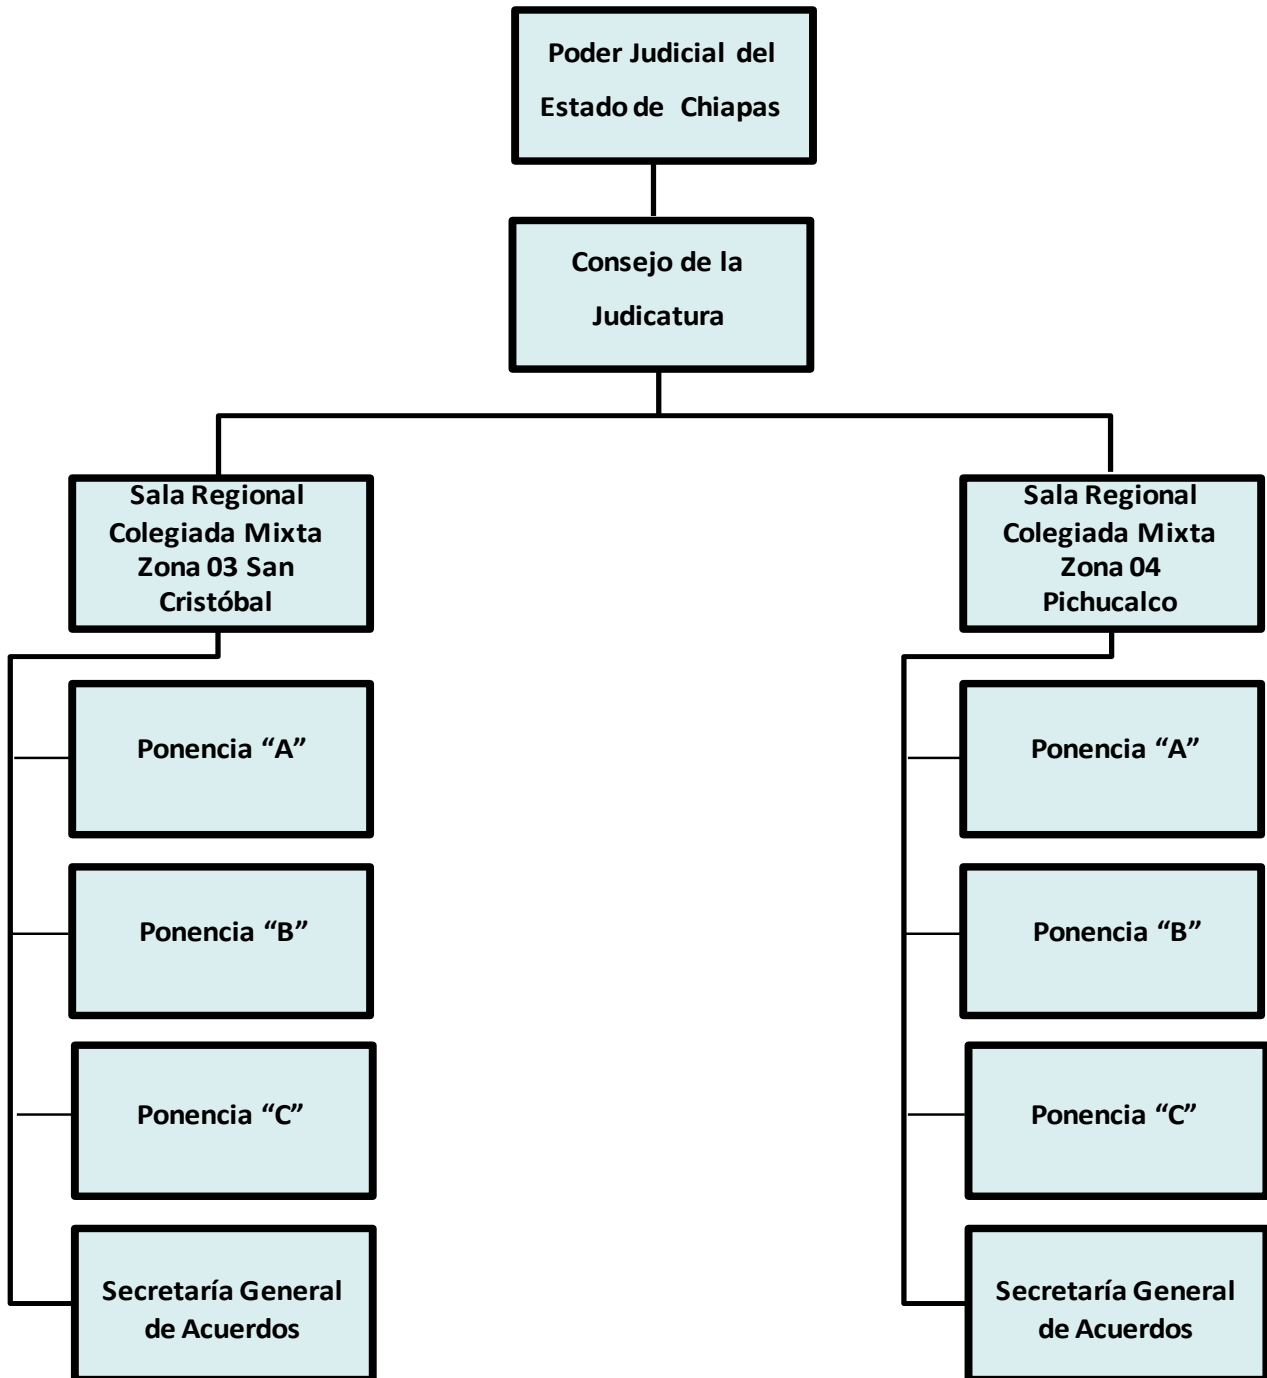 Poder Judicial del
Estado de Chiapas
Consejo de la
Judicatura
Sala Regional
Colegiada Mixta
Zona 03 San
Cristóbal
Ponencia “A”
Ponencia “B”
Ponencia “C”
Secretaría General
de Acuerdos
Sala Regional
Colegiada Mixta
Zona 04
Pichucalco
Ponencia “A”
Ponencia “B”
Ponencia “C”
Secretaría General
de Acuerdos